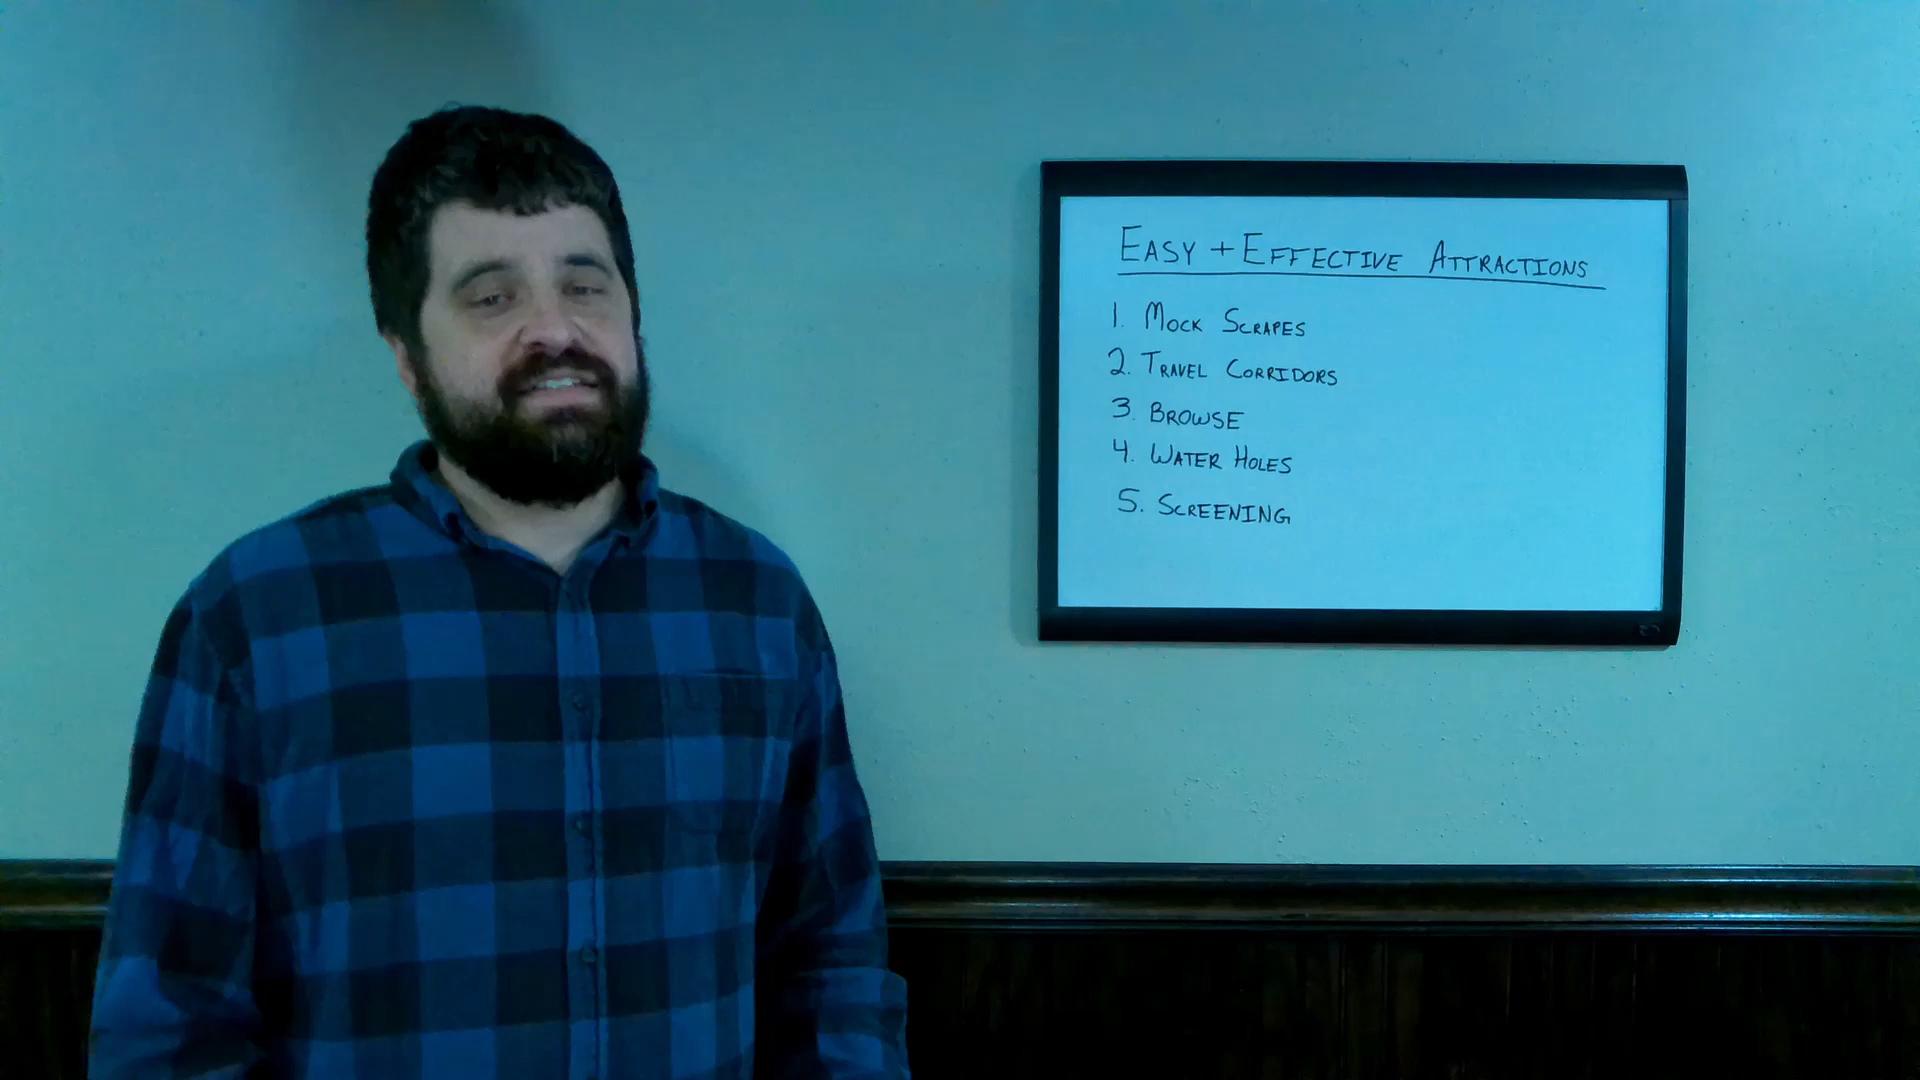 EASY + EFFECTIVE ATTRACTIONS
1. MOCK SCRAPES
2. TRAVEL CORRIDORS
3. BROWSE
4. WATER HOLES
5. SCREENING